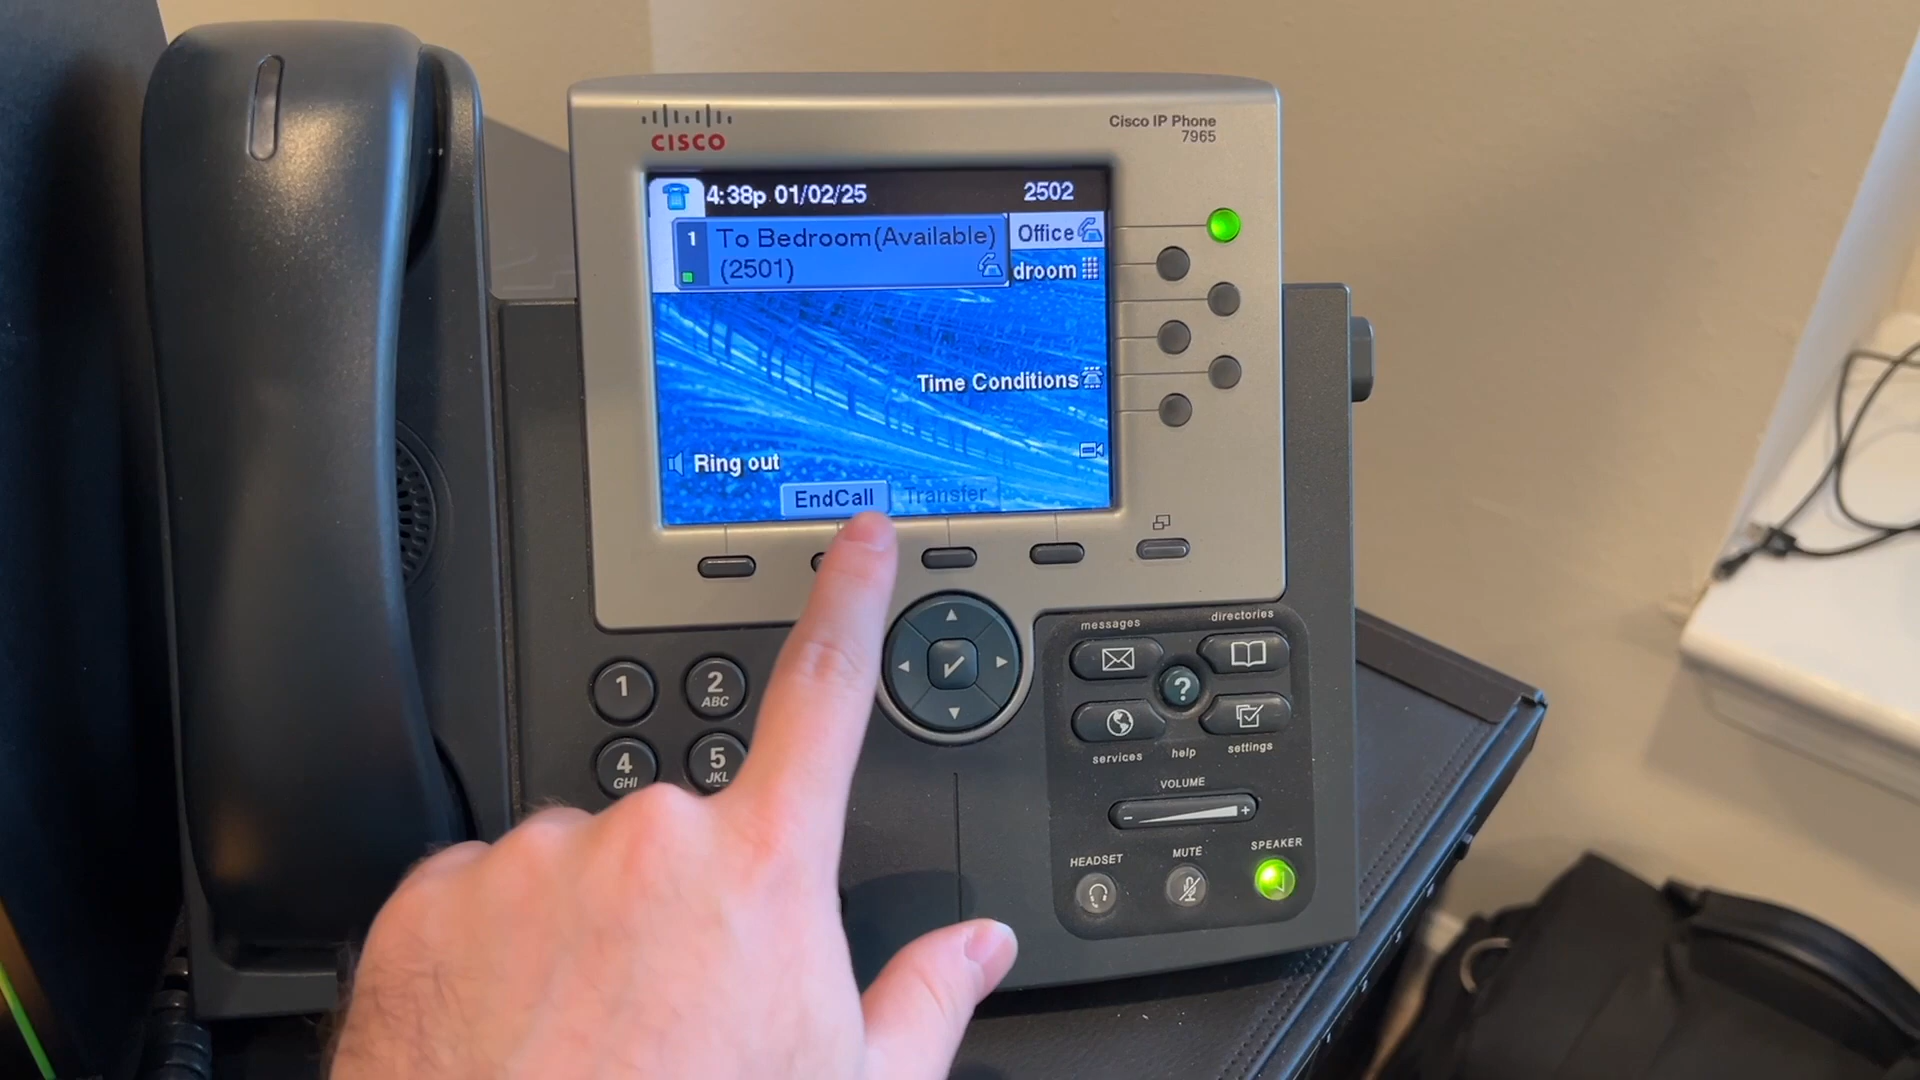 CISCO
Cisco IP Phone
7965
4:38p 01/02/25
2502
1 To Bedroom(Available)
(2501)
Office
droom
Time Conditions
Ring out
EndCall
Transfer
messages
directories
?
services
help
settings
VOLUME
- +
HEADSET
MUTE
SPEAKER
1
2
ABC
4
GHI
5
JKL